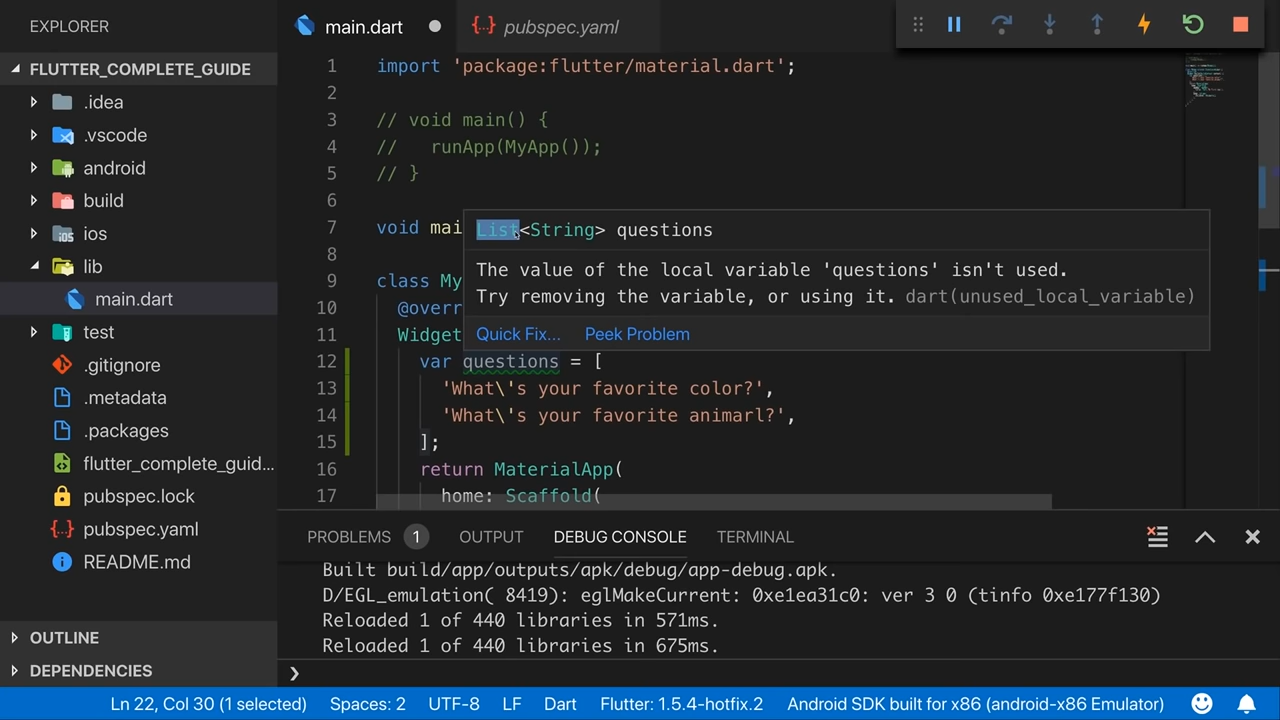 EXPLORER
FLUTTER_COMPLETE_GUIDE
.idea
.vscode
android
build
ios
lib
main.dart
test
.gitignore
.metadata
.packages
flutter_complete_guid...
pubspec.lock
pubspec.yaml
README.md
OUTLINE
DEPENDENCIES
main.dart
{..} pubspec.yaml
1 import 'package:flutter/material.dart';
2
3 // void main() {
4 //   runApp(MyApp());
5 // }
6
7 void mai
8
9 class My
10 @overr
11 Widget
12 var questions = [
13 'What\'s your favorite color?',
14 'What\'s your favorite animarl?',
15 ];
16 return MaterialApp(
17 home: Scaffold(
List<String> questions
The value of the local variable 'questions' isn't used.
Try removing the variable, or using it. dart(unused_local_variable)
Quick Fix... Peek Problem
PROBLEMS 1 OUTPUT DEBUG CONSOLE TERMINAL
Built build/app/outputs/apk/debug/app-debug.apk.
D/EGL_emulation( 8419): eglMakeCurrent: 0xe1ea31c0: ver 3 0 (tinfo 0xe177f130)
Reloaded 1 of 440 libraries in 571ms.
Reloaded 1 of 440 libraries in 675ms.
Ln 22, Col 30 (1 selected) Spaces: 2 UTF-8 LF Dart Flutter: 1.5.4-hotfix.2 Android SDK built for x86 (android-x86 Emulator)